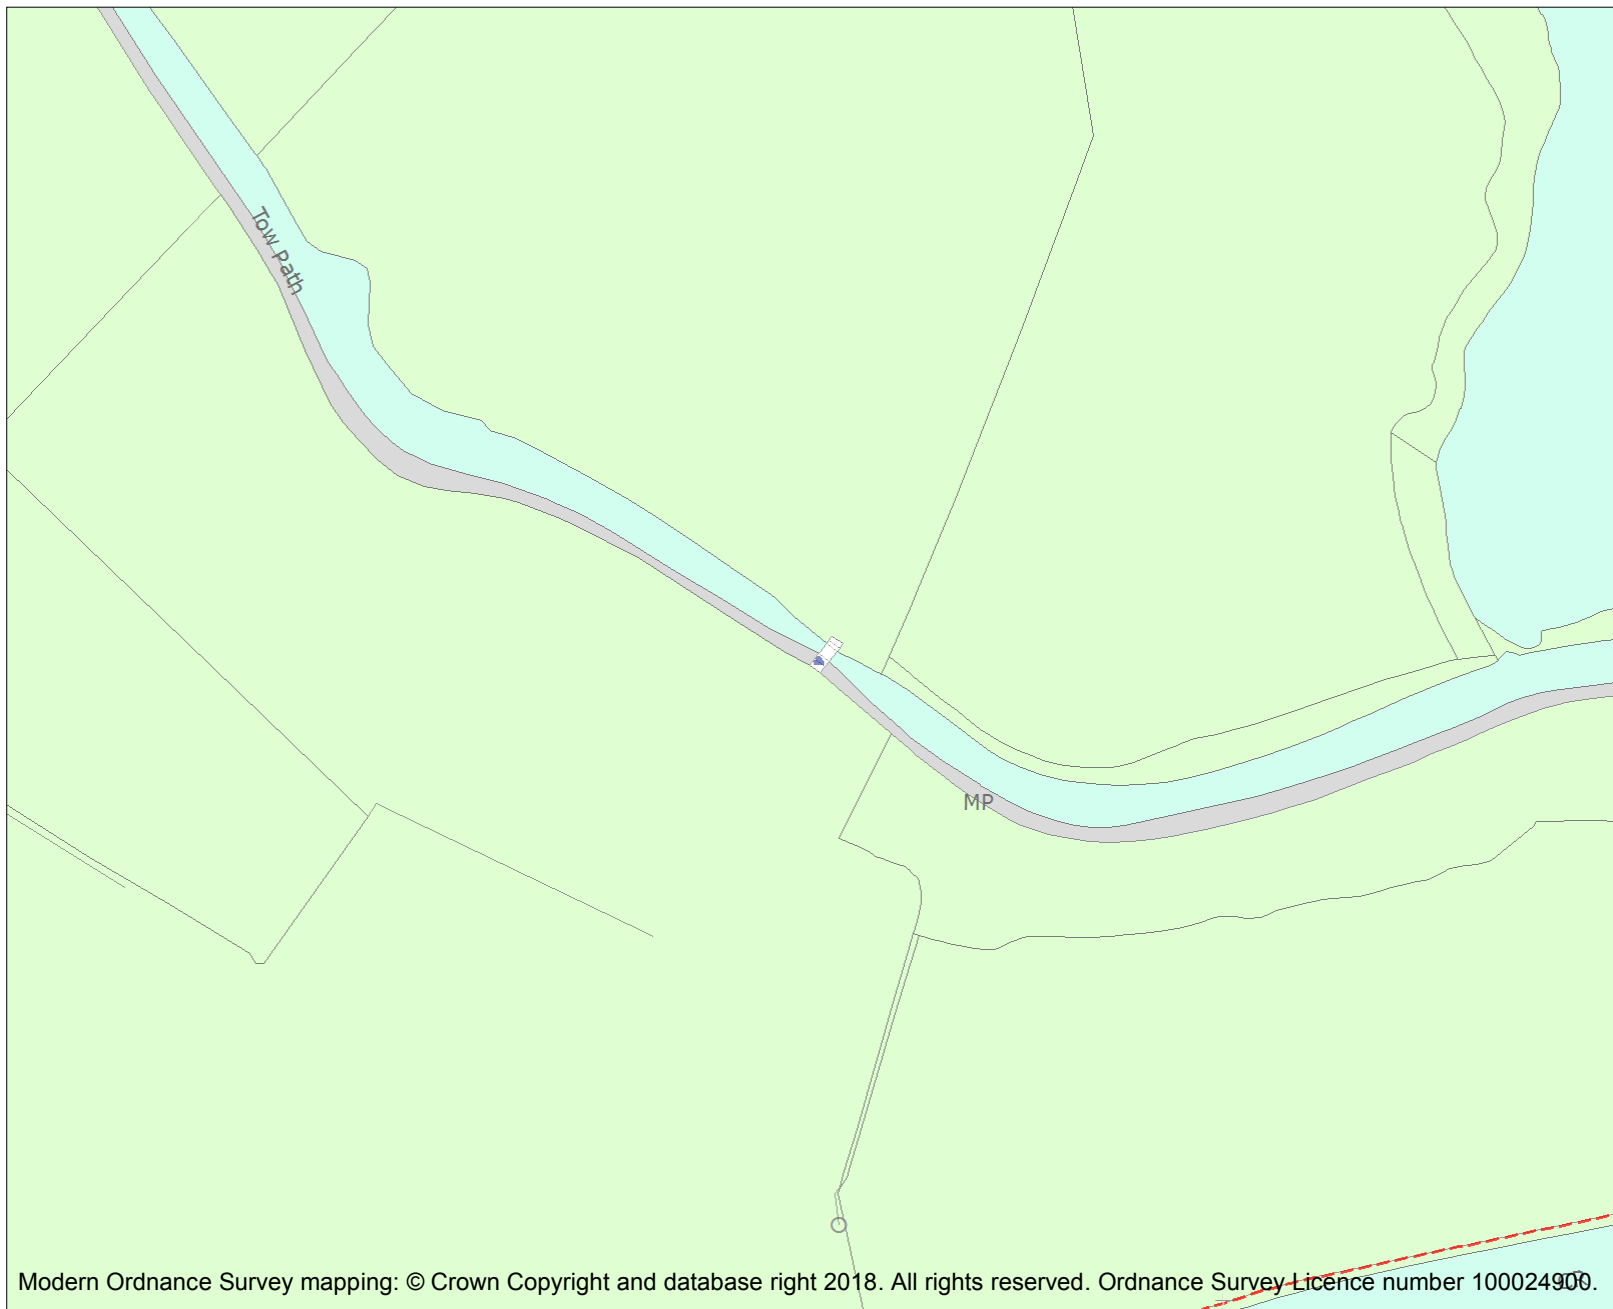 Tow Path
MP
Modern Ordnance Survey mapping: © Crown Copyright and database right 2018. All rights reserved. Ordnance Survey Licence number 100024900.